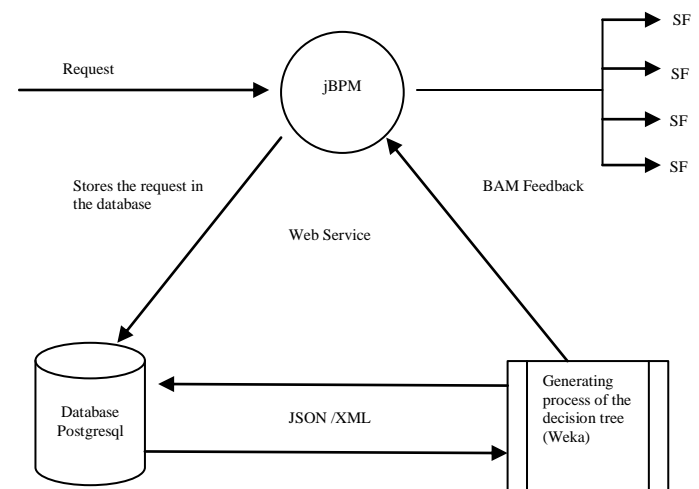 SF
Request
jBPM
SF
SF
SF
Stores the request in
the database
BAM Feedback
Web Service
Database
Postgresql
JSON /XML
Generating
process of the
decision tree
(Weka)